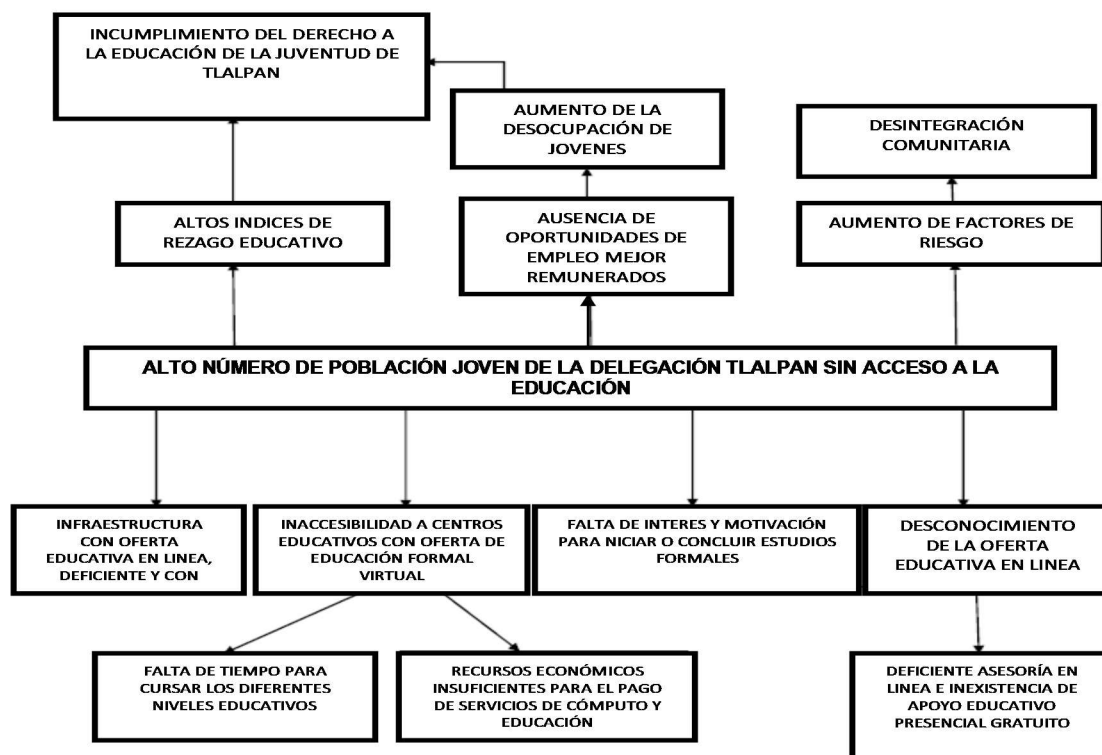 INCUMPLIMIENTO DEL DERECHO A
LA EDUCACIÓN DE LA JUVENTUD DE
TLALPAN
AUMENTO DE LA
DESOCUPACIÓN DE
JOVENES
DESINTEGRACIÓN
COMUNITARIA
ALTOS INDICES DE
REZAGO EDUCATIVO
AUSENCIA DE
OPORTUNIDADES DE
EMPLEO MEJOR
REMUNERADOS
AUMENTO DE FACTORES DE
RIESGO
ALTO NÚMERO DE POBLACIÓN JOVEN DE LA DELEGACIÓN TLALPAN SIN ACCESO A LA
EDUCACIÓN
INFRAESTRUCTURA
CON OFERTA
EDUCATIVA EN LINEA,
DEFICIENTE Y CON
INACCESIBILIDAD A CENTROS
EDUCATIVOS CON OFERTA DE
EDUCACIÓN FORMAL
VIRTUAL
FALTA DE INTERES Y MOTIVACIÓN
PARA NICIAR O CONCLUIR ESTUDIOS
FORMALES
DESCONOCIMIENTO
DE LA OFERTA
EDUCATIVA EN LINEA
FALTA DE TIEMPO PARA
CURSAR LOS DIFERENTES
NIVELES EDUCATIVOS
RECURSOS ECONÓMICOS
INSUFICIENTES PARA EL PAGO
DE SERVICIOS DE CÓMPUTO Y
EDUCACIÓN
DEFICIENTE ASESORÍA EN
LINEA E INEXISTENCIA DE
APOYO EDUCATIVO
PRESENCIAL GRATUITO